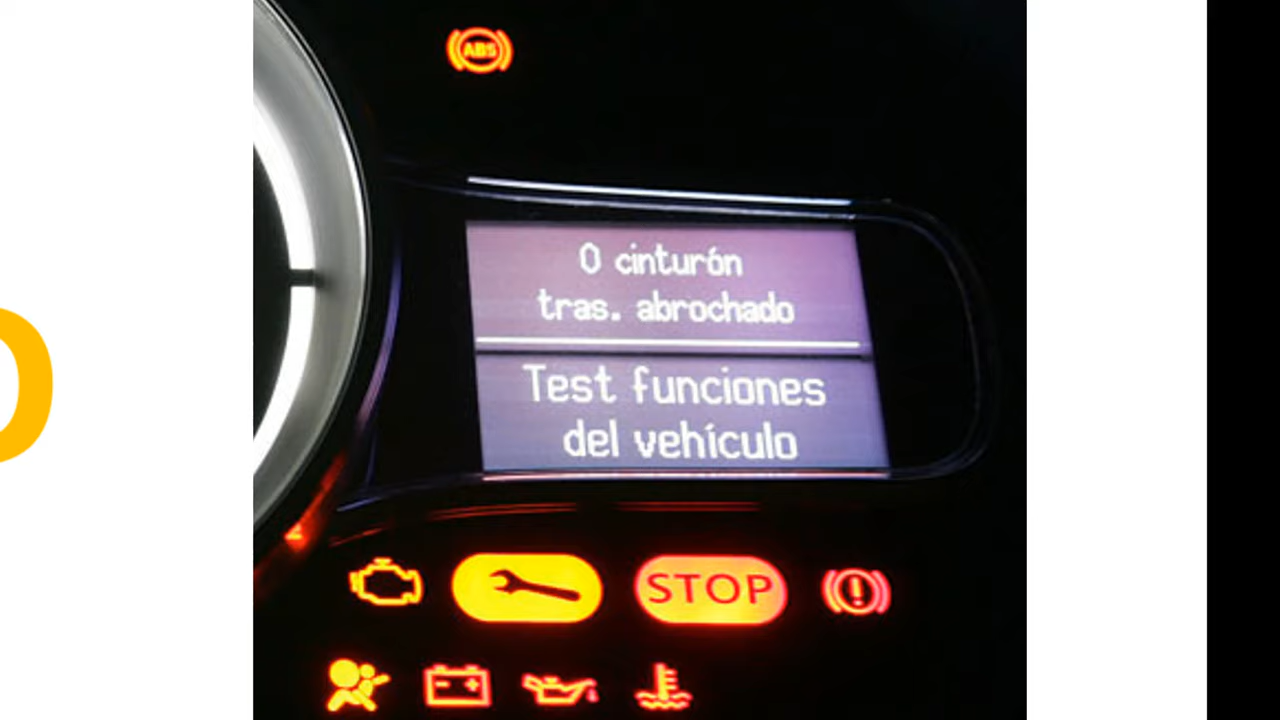 ABS
0 cinturón
tras. abrochado
Test funciones
del vehículo
STOP